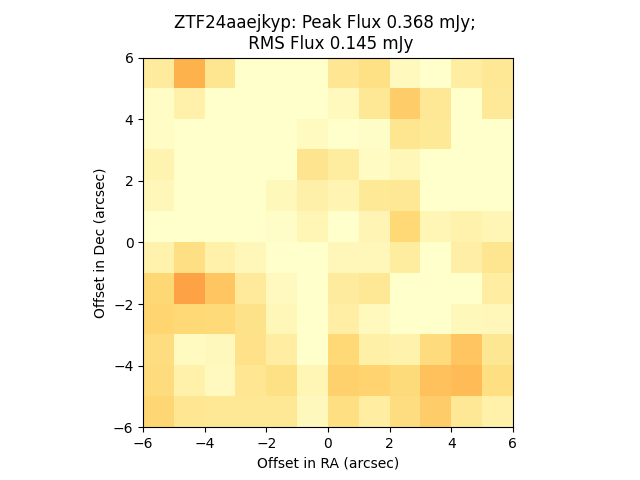 ZTF24aaejkyp: Peak Flux 0.368 mJy;
RMS Flux 0.145 mJy
6
4
2
0
−2
−4
−6
Offset in Dec (arcsec)
−6 −4 −2 0 2 4 6
Offset in RA (arcsec)